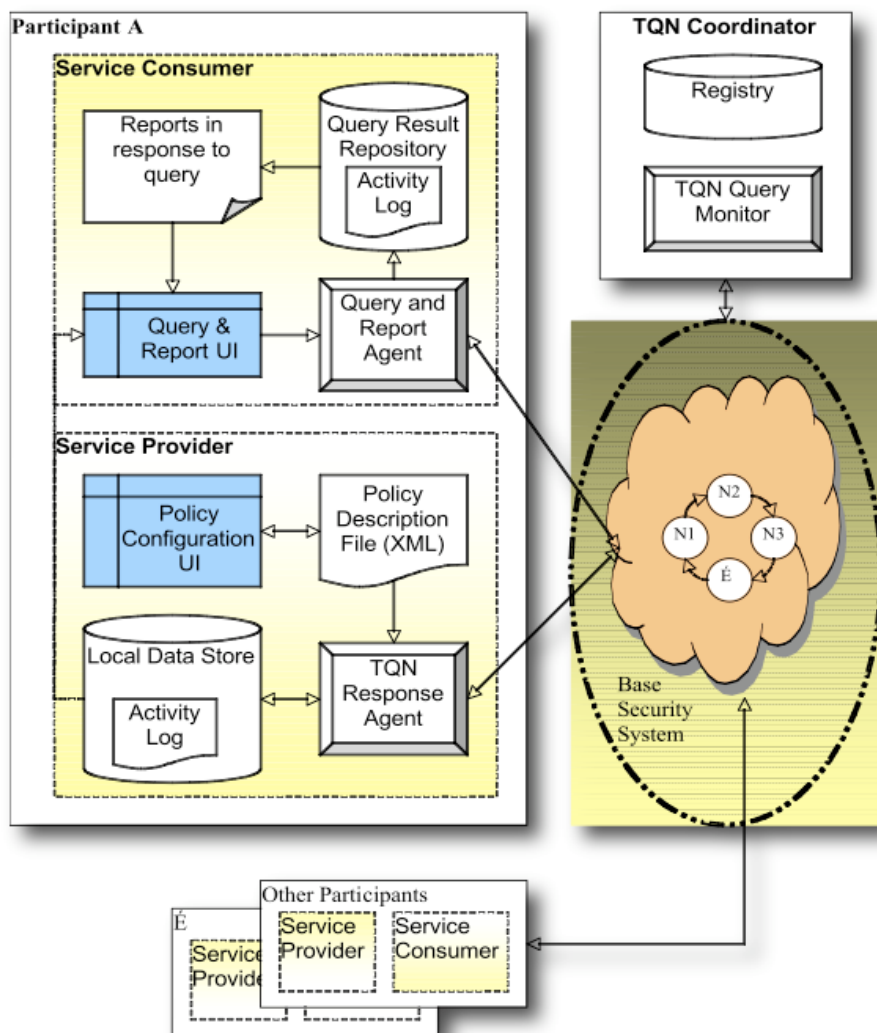 Participant A
Service Consumer
Reports in
response to
query
Query Result
Repository
Activity
Log
Query &
Report UI
Query and
Report
Agent
Service Provider
Policy
Configuration
UI
Policy
Description
File (XML)
Local Data Store
Activity
Log
TQN
Response
Agent
TQN Coordinator
Registry
TQN Query
Monitor
N2
N1
N3
É
Base
Security
System
Other Participants
Service
Provider
Service
Consumer
É
Service
Provide